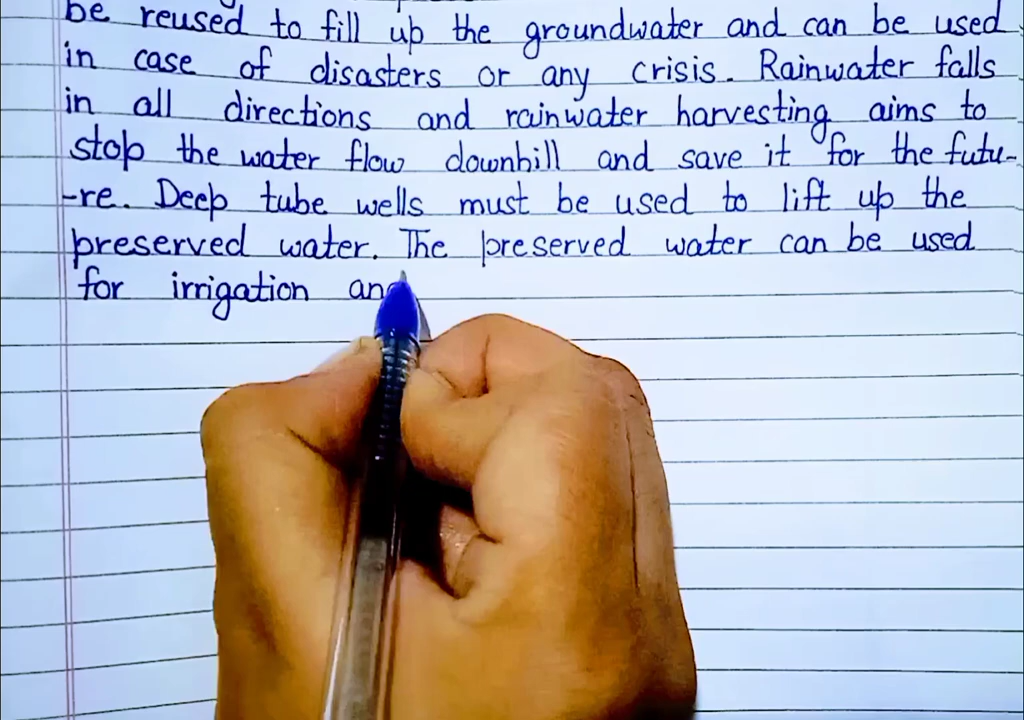 be reused to fill up the groundwater and can be used
in case of disasters or any crisis. Rainwater falls
in all directions and rainwater harvesting aims to
stop the water flow downhill and save it for the futu-
-re. Deep tube wells must be used to lift up the
preserved water. The preserved water can be used
for irrigation an